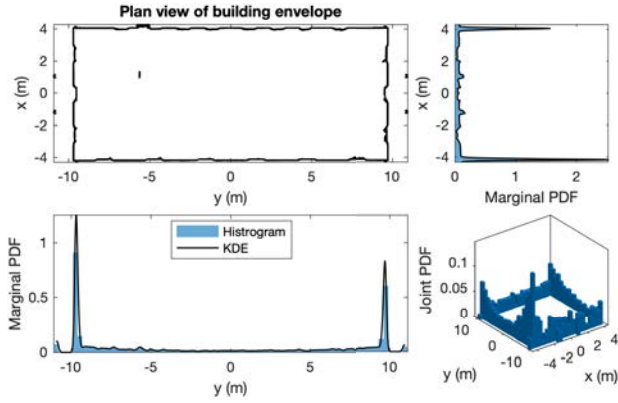 Plan view of building envelope
x (m)
4
2
0
-2
-4
-10 -5 0 5 10
y (m)
x (m)
4
2
0
-2
-4
0 1 2
Marginal PDF
Marginal PDF
1
0.5
0
Histrogram
KDE
-10 -5 0 5 10
y (m)
Joint PDF
0.1
0.05
0
10
0
-10
y (m)
-4 -2 0 2 4
x (m)